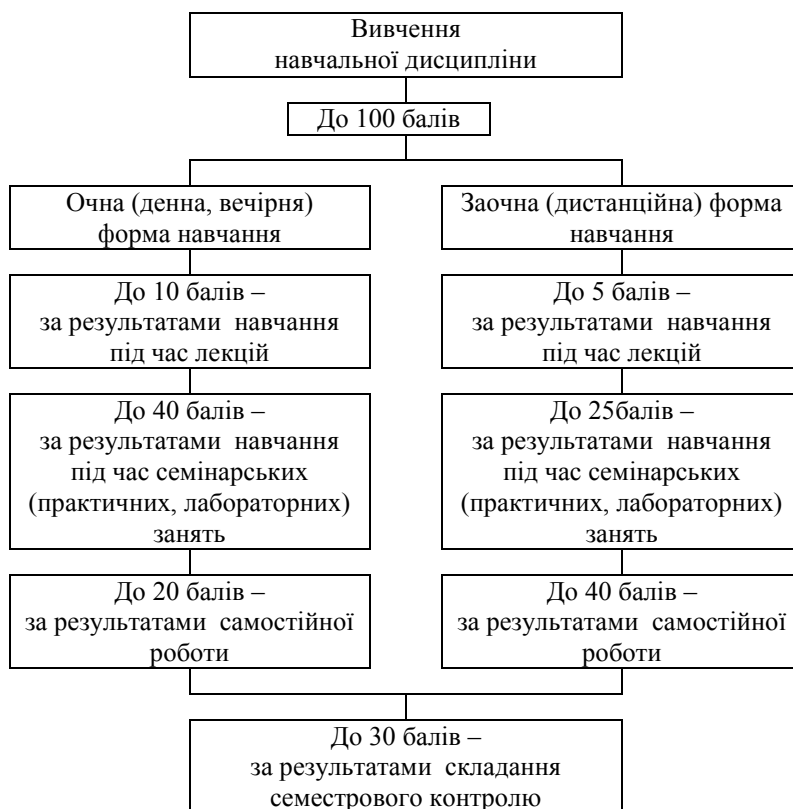 Вивчення
навчальної дисципліни
До 100 балів
Очна (денна, вечірня)
форма навчання
До 10 балів –
за результатами навчання
під час лекцій
До 40 балів –
за результатами навчання
під час семінарських
(практичних, лабораторних)
занять
До 20 балів –
за результатами самостійної
роботи
Заочна (дистанційна) форма
навчання
До 5 балів –
за результатами навчання
під час лекцій
До 25балів –
за результатами навчання
під час семінарських
(практичних, лабораторних)
занять
До 40 балів –
за результатами самостійної
роботи
До 30 балів –
за результатами складання
семестрового контролю